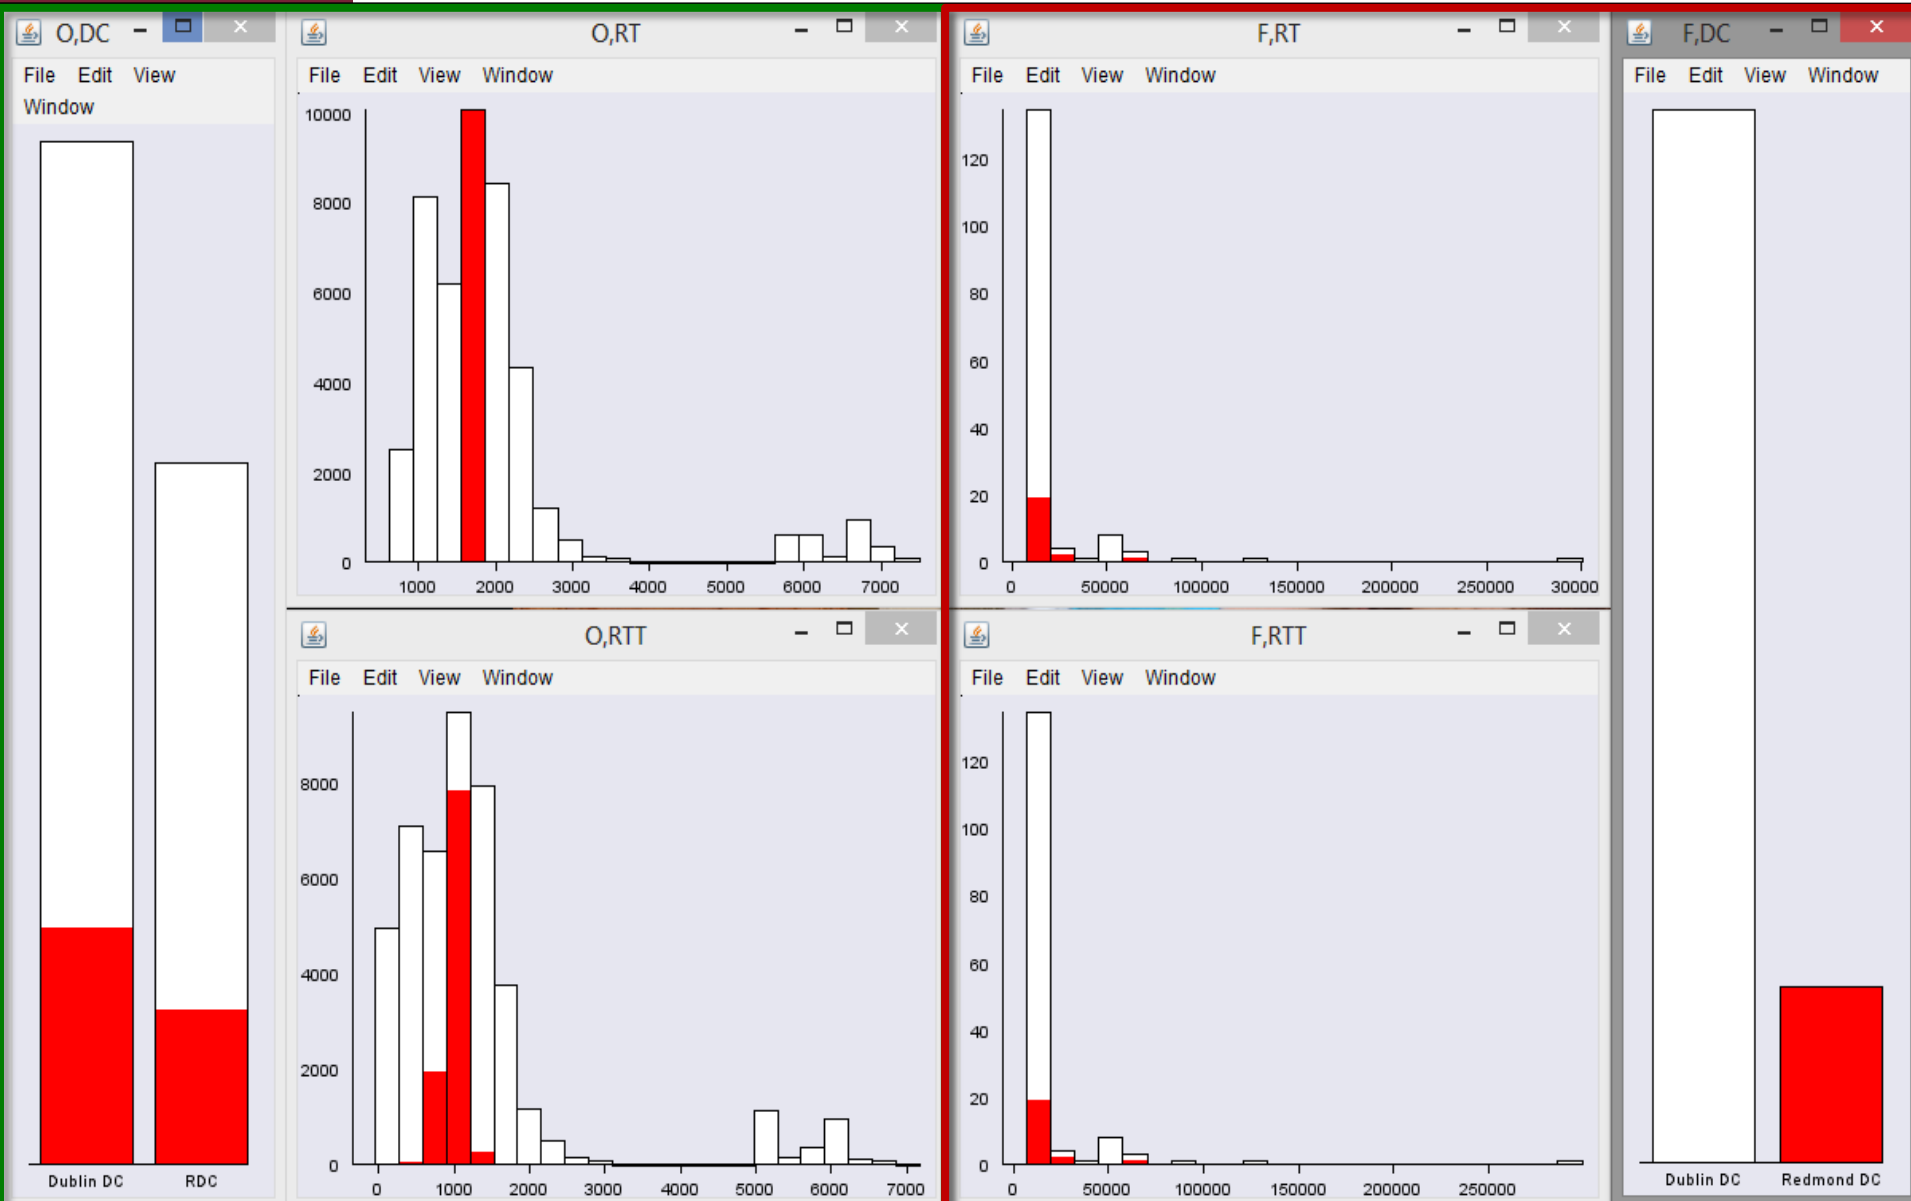 O,DC
File Edit View
Window
Dublin DC RDC
O,RT
File Edit View Window
10000
8000
6000
4000
2000
0
1000 2000 3000 4000 5000 6000 7000
O,RTT
File Edit View Window
8000
6000
4000
2000
0
0 1000 2000 3000 4000 5000 6000 7000
F,RT
File Edit View Window
120
100
80
60
40
20
0
0 50000 100000 150000 200000 250000 30000
F,RTT
File Edit View Window
120
100
80
60
40
20
0
0 50000 100000 150000 200000 250000
F,DC
File Edit View Window
Dublin DC Redmond DC